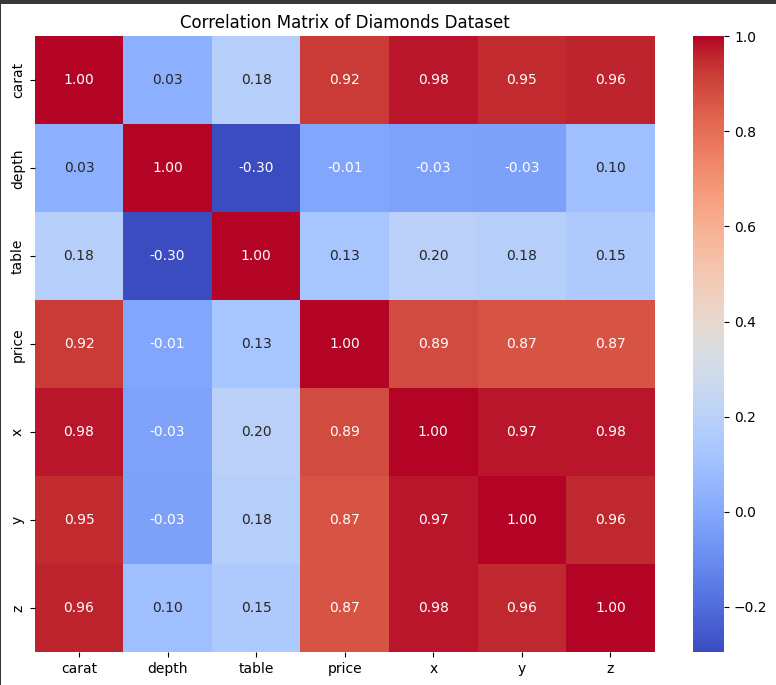 Correlation Matrix of Diamonds Dataset
carat 1.00 0.03 0.18 0.92 0.98 0.95 0.96
depth 0.03 1.00 -0.30 -0.01 -0.03 -0.03 0.10
table 0.18 -0.30 1.00 0.13 0.20 0.18 0.15
price 0.92 -0.01 0.13 1.00 0.89 0.87 0.87
x 0.98 -0.03 0.20 0.89 1.00 0.97 0.98
y 0.95 -0.03 0.18 0.87 0.97 1.00 0.96
z 0.96 0.10 0.15 0.87 0.98 0.96 1.00
carat depth table price x y z
1.0
0.8
0.6
0.4
0.2
0.0
−0.2